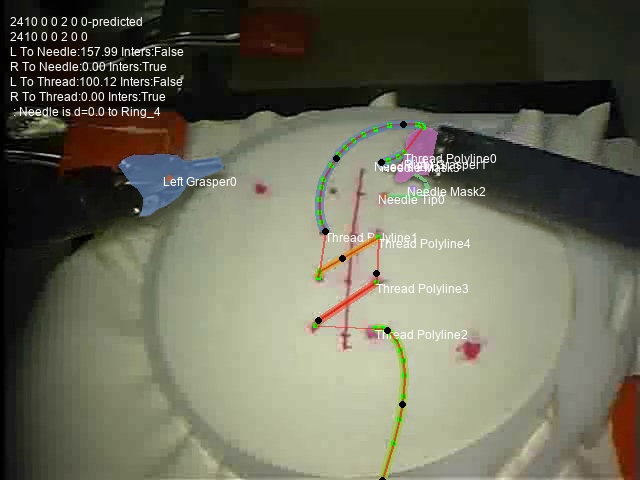 2410 0 0 2 0 0-predicted
2410 0 0 2 0 0
L To Needle:157.99 Inters:False
R To Needle:0.00 Inters:True
L To Thread:100.12 Inters:False
R To Thread:0.00 Inters:True
: Needle is d=0.0 to Ring_4
Thread Polyline0
Left Grasper0
Needle Mask2
Needle Tip0
Thread Polyline1
Thread Polyline4
Thread Polyline3
Thread Polyline2